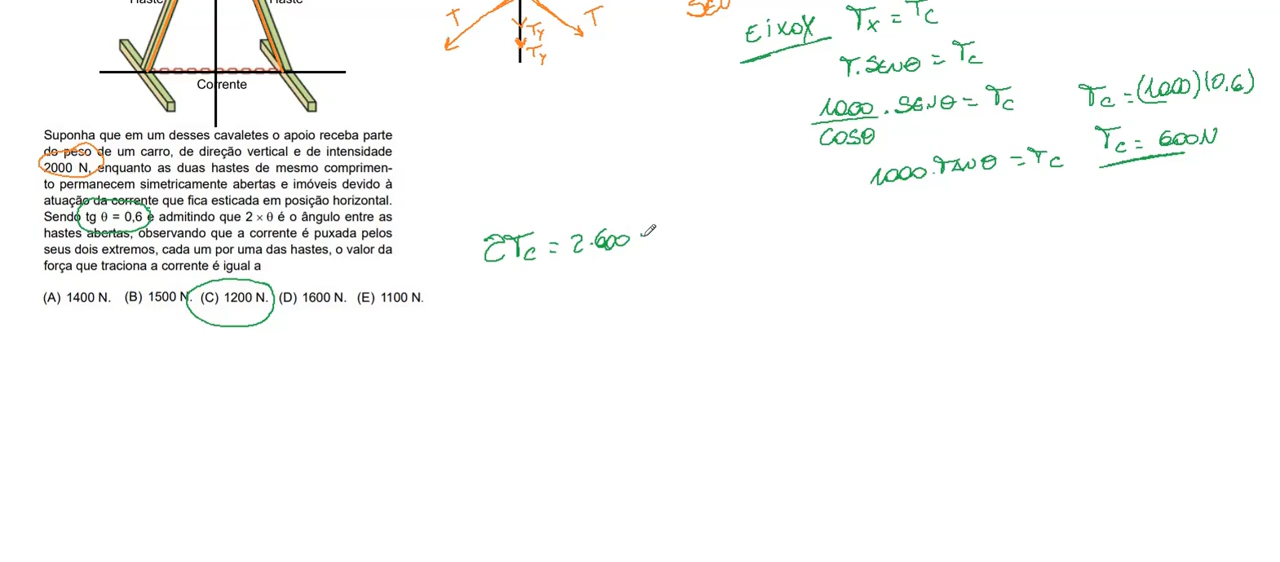 Corrente
Suponha que em um desses cavaletes o apoio receba parte
do peso de um carro, de direção vertical e de intensidade
2000 N, enquanto as duas hastes de mesmo comprimen-
to permanecem simetricamente abertas e imóveis devido à
atuação da corrente que fica esticada em posição horizontal.
Sendo tg θ = 0,6 e admitindo que 2 × θ é o ângulo entre as
hastes abertas, observando que a corrente é puxada pelos
seus dois extremos, cada um por uma das hastes, o valor da
força que traciona a corrente é igual a
(A) 1400 N. (B) 1500 N. (C) 1200 N. (D) 1600 N. (E) 1100 N.
T
T
Ty
Ty
Eixo X
Tx = Tc
T.SENθ = Tc
1000 . SENθ = Tc
COSθ
1000.TANθ = Tc
Tc = (1000)(0,6)
Tc = 600N
2Tc = 2.600